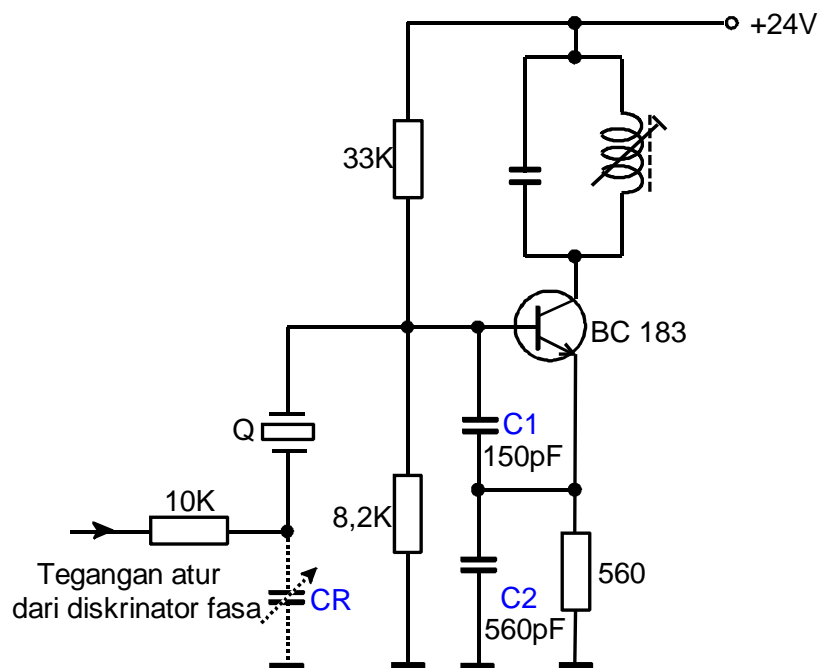 +24V
33K
BC 183
Q
C1
150pF
10K
8,2K
Tegangan atur
dari diskrinator fasa
CR
C2
560pF
560